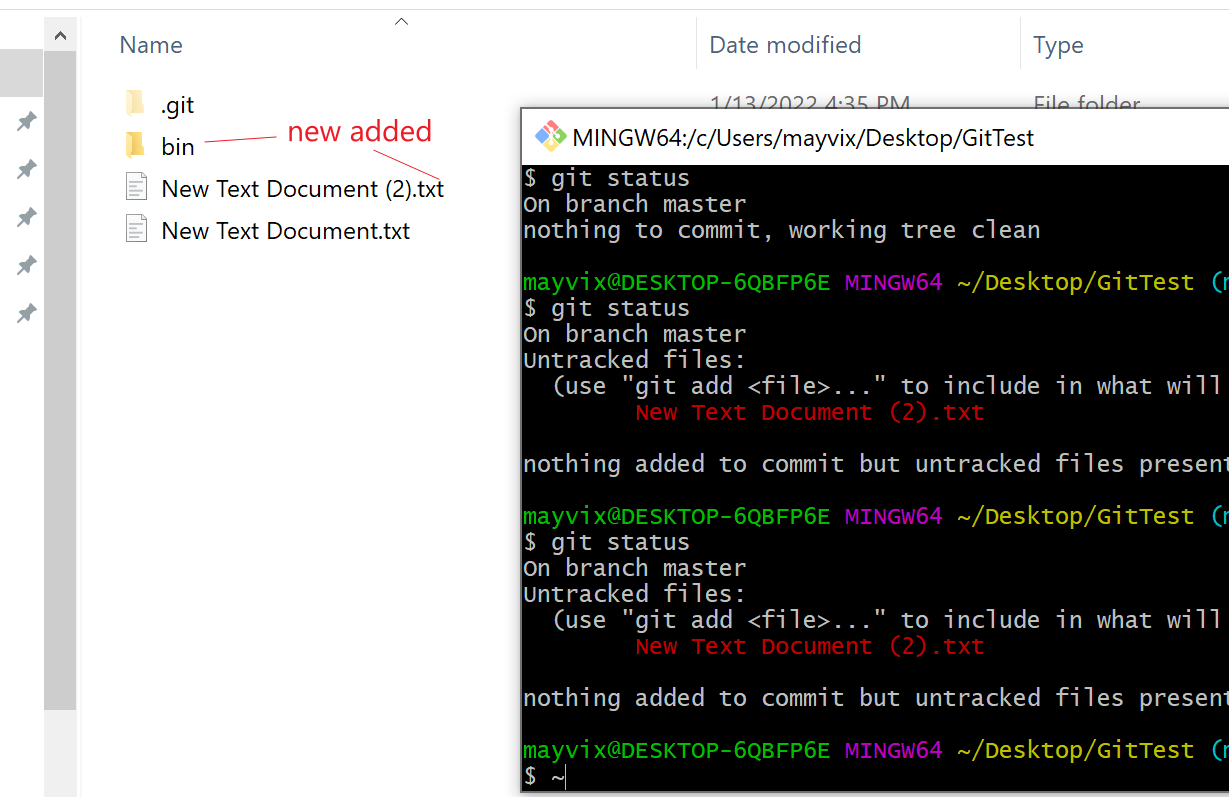 Name
Date modified
Type
.git
1/13/2022 4:35 PM
File folder
bin
new added
New Text Document (2).txt
New Text Document.txt
MINGW64:/c/Users/mayvix/Desktop/GitTest
$ git status
On branch master
nothing to commit, working tree clean
mayvix@DESKTOP-6QBFP6E MINGW64 ~/Desktop/GitTest (
$ git status
On branch master
Untracked files:
(use "git add <file>..." to include in what will
New Text Document (2).txt
nothing added to commit but untracked files present
mayvix@DESKTOP-6QBFP6E MINGW64 ~/Desktop/GitTest (
$ git status
On branch master
Untracked files:
(use "git add <file>..." to include in what will
New Text Document (2).txt
nothing added to commit but untracked files present
mayvix@DESKTOP-6QBFP6E MINGW64 ~/Desktop/GitTest (
$ ~